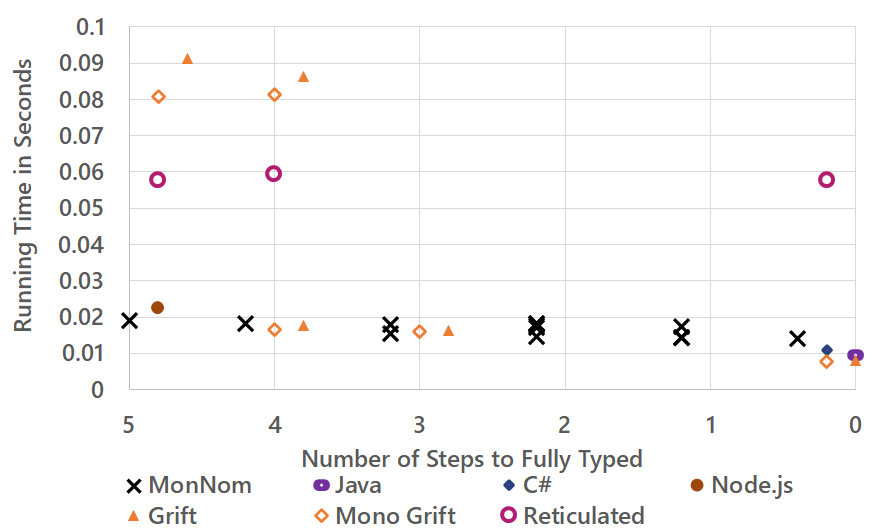 0.1
0.09
0.08
0.07
0.06
0.05
0.04
0.03
0.02
0.01
0
Running Time in Seconds
5 4 3 2 1 0
Number of Steps to Fully Typed
MonNom Java C# Node.js
Grift Mono Grift Reticulated